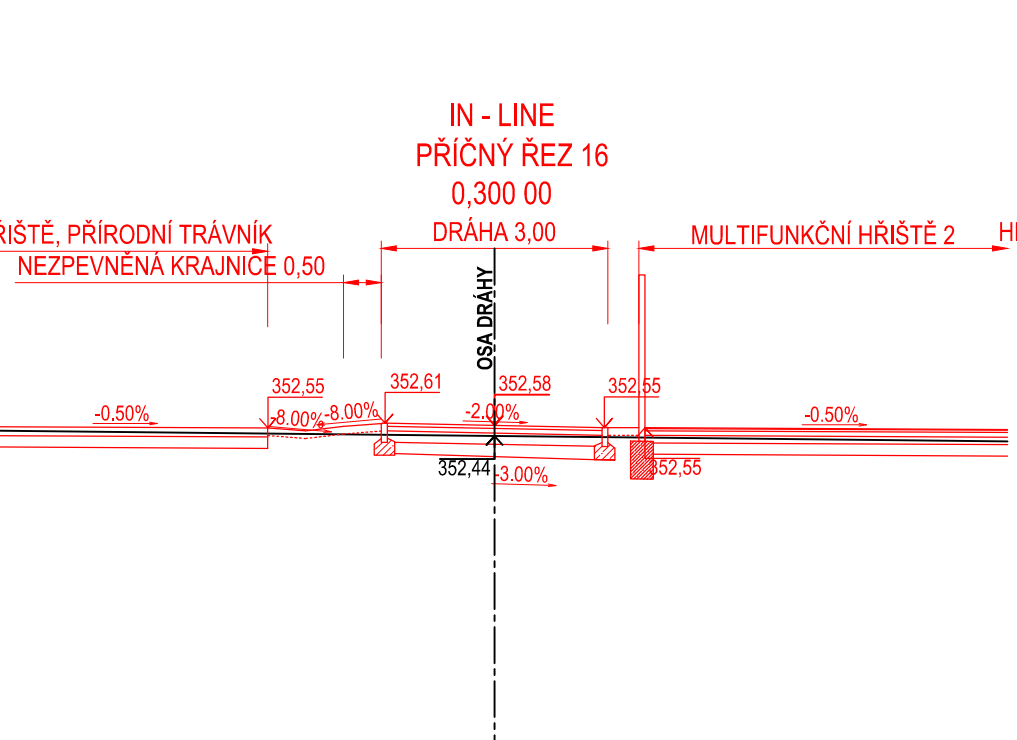 IN - LINE
PŘÍČNÝ ŘEZ 16
0,300 00
DRÁHA 3,00
PŘÍRODNÍ TRÁVNÍK
MULTIFUNKČNÍ HŘIŠTĚ 2
NEZPEVNĚNÁ KRAJNICE 0,50
OSA DRÁHY
352,55
352,61
352,58
352,55
-0.50%
-8.00%
-8.00%
-2.00%
-0.50%
352,44
-3.00%
352,55